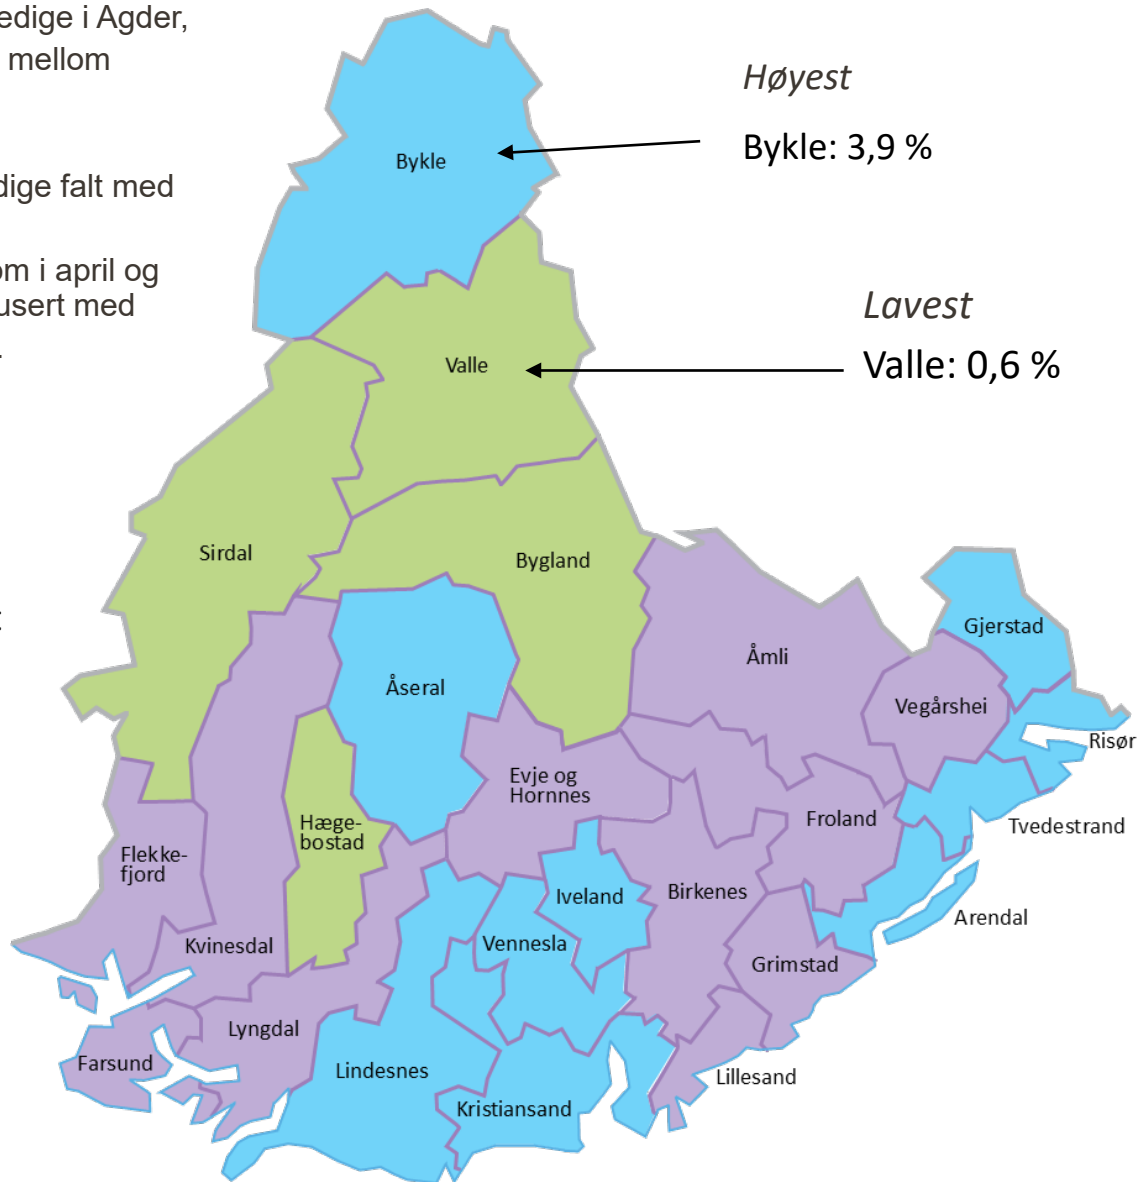 edige i Agder,
mellom
dige falt med
om i april og
usert med
Høyest
Bykle: 3,9 %
Lavest
Valle: 0,6 %
Bykle
Valle
Sirdal
Bygland
Gjerstad
Åmli
Åseral
Vegårshei
Risør
Evje og
Hornnes
Hæge-
bostad
Froland
Tvedestrand
Flekke-
fjord
Iveland
Birkenes
Arendal
Kvinesdal
Vennesla
Grimstad
Lyngdal
Farsund
Lindesnes
Lillesand
Kristiansand